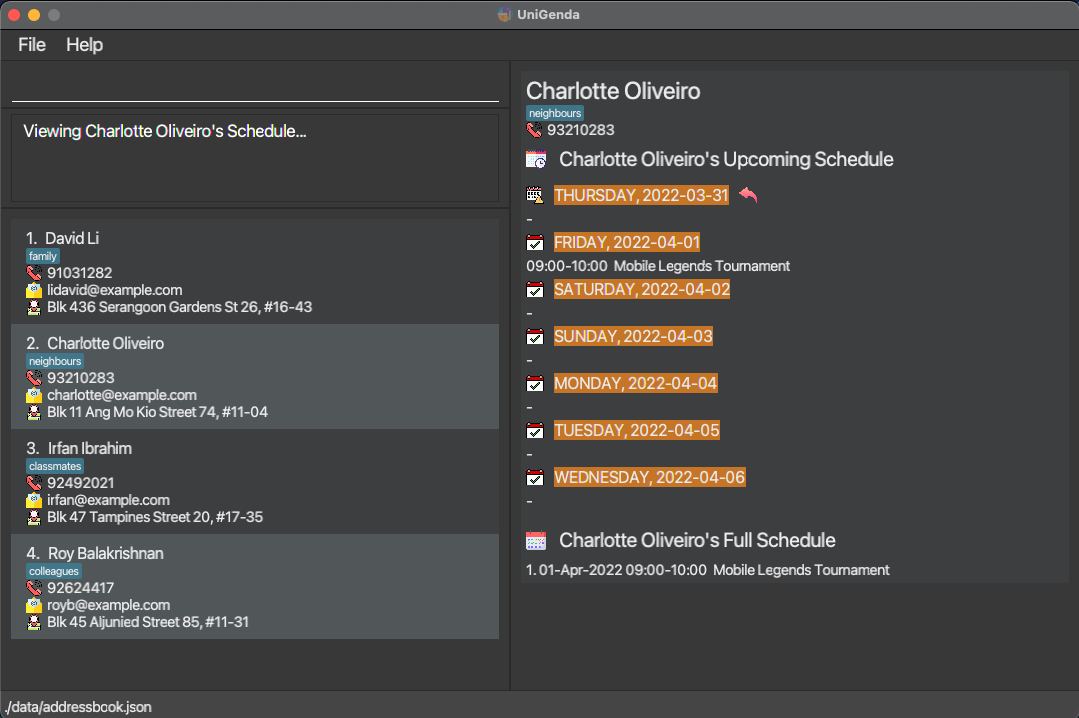 UniGenda
File Help
Viewing Charlotte Oliveiro's Schedule...
1. David Li
family
91031282
lidavid@example.com
Blk 436 Serangoon Gardens St 26, #16-43
2. Charlotte Oliveiro
neighbours
93210283
charlotte@example.com
Blk 11 Ang Mo Kio Street 74, #11-04
3. Irfan Ibrahim
classmates
92492021
irfan@example.com
Blk 47 Tampines Street 20, #17-35
4. Roy Balakrishnan
colleagues
92624417
royb@example.com
Blk 45 Aljunied Street 85, #11-31
Charlotte Oliveiro
neighbours
93210283
Charlotte Oliveiro's Upcoming Schedule
THURSDAY, 2022-03-31
-
FRIDAY, 2022-04-01
09:00-10:00 Mobile Legends Tournament
SATURDAY, 2022-04-02
-
SUNDAY, 2022-04-03
-
MONDAY, 2022-04-04
-
TUESDAY, 2022-04-05
-
WEDNESDAY, 2022-04-06
-
Charlotte Oliveiro's Full Schedule
1. 01-Apr-2022 09:00-10:00 Mobile Legends Tournament
./data/addressbook.json